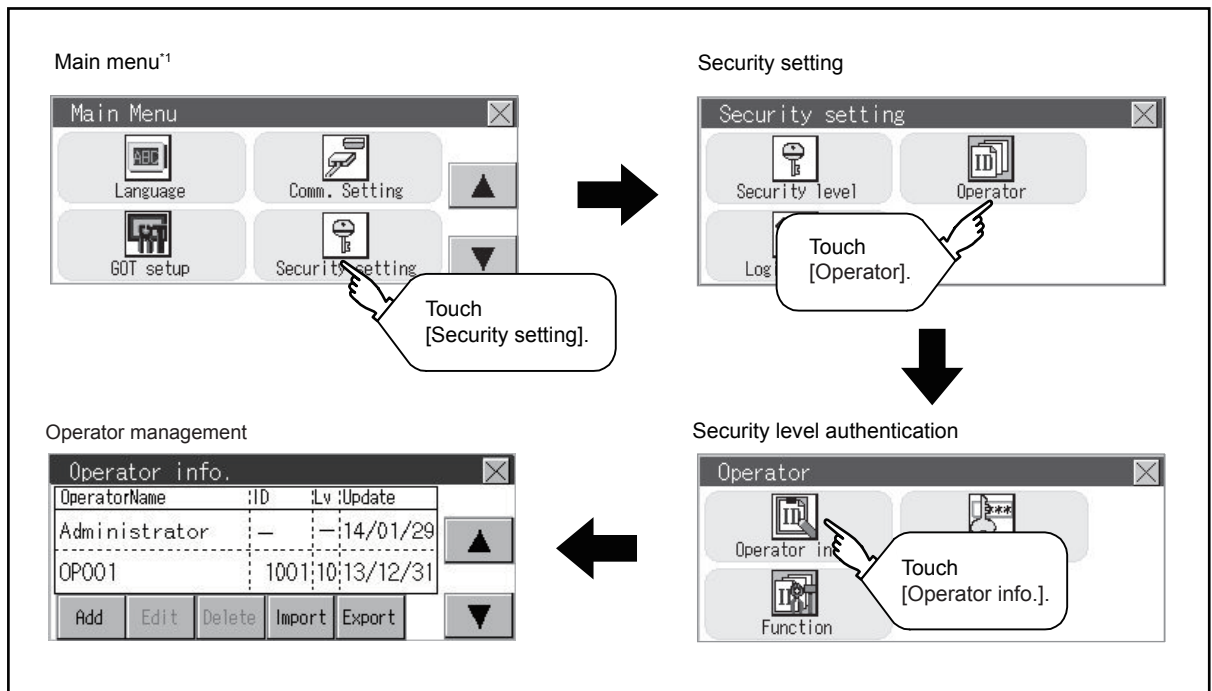 Main menu*1
Main Menu
Language
Comm. Setting
GOT setup
Security setting
Touch
[Security setting].
Security setting
Security setting
Security level
Operator
Log
Touch
[Operator].
Security level authentication
Operator
Operator in
Function
Touch
[Operator info.].
Operator management
Operator info.
OperatorName ID Lv Update
Administrator — — 14/01/29
OP001 1001 10 13/12/31
Add Edit Delete Import Export